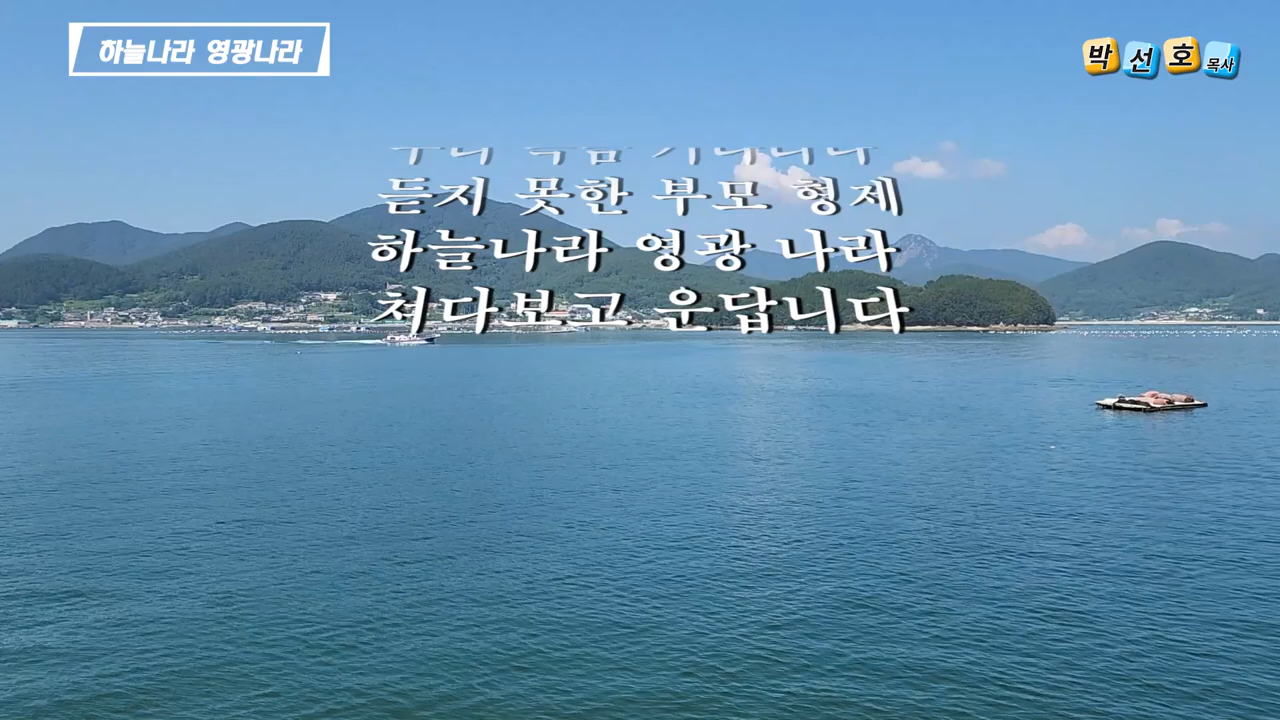 하늘나라 영광나라
박선호 목사
듣지 못한 부모 형제
하늘나라 영광 나라
쳐다보고 운답니다